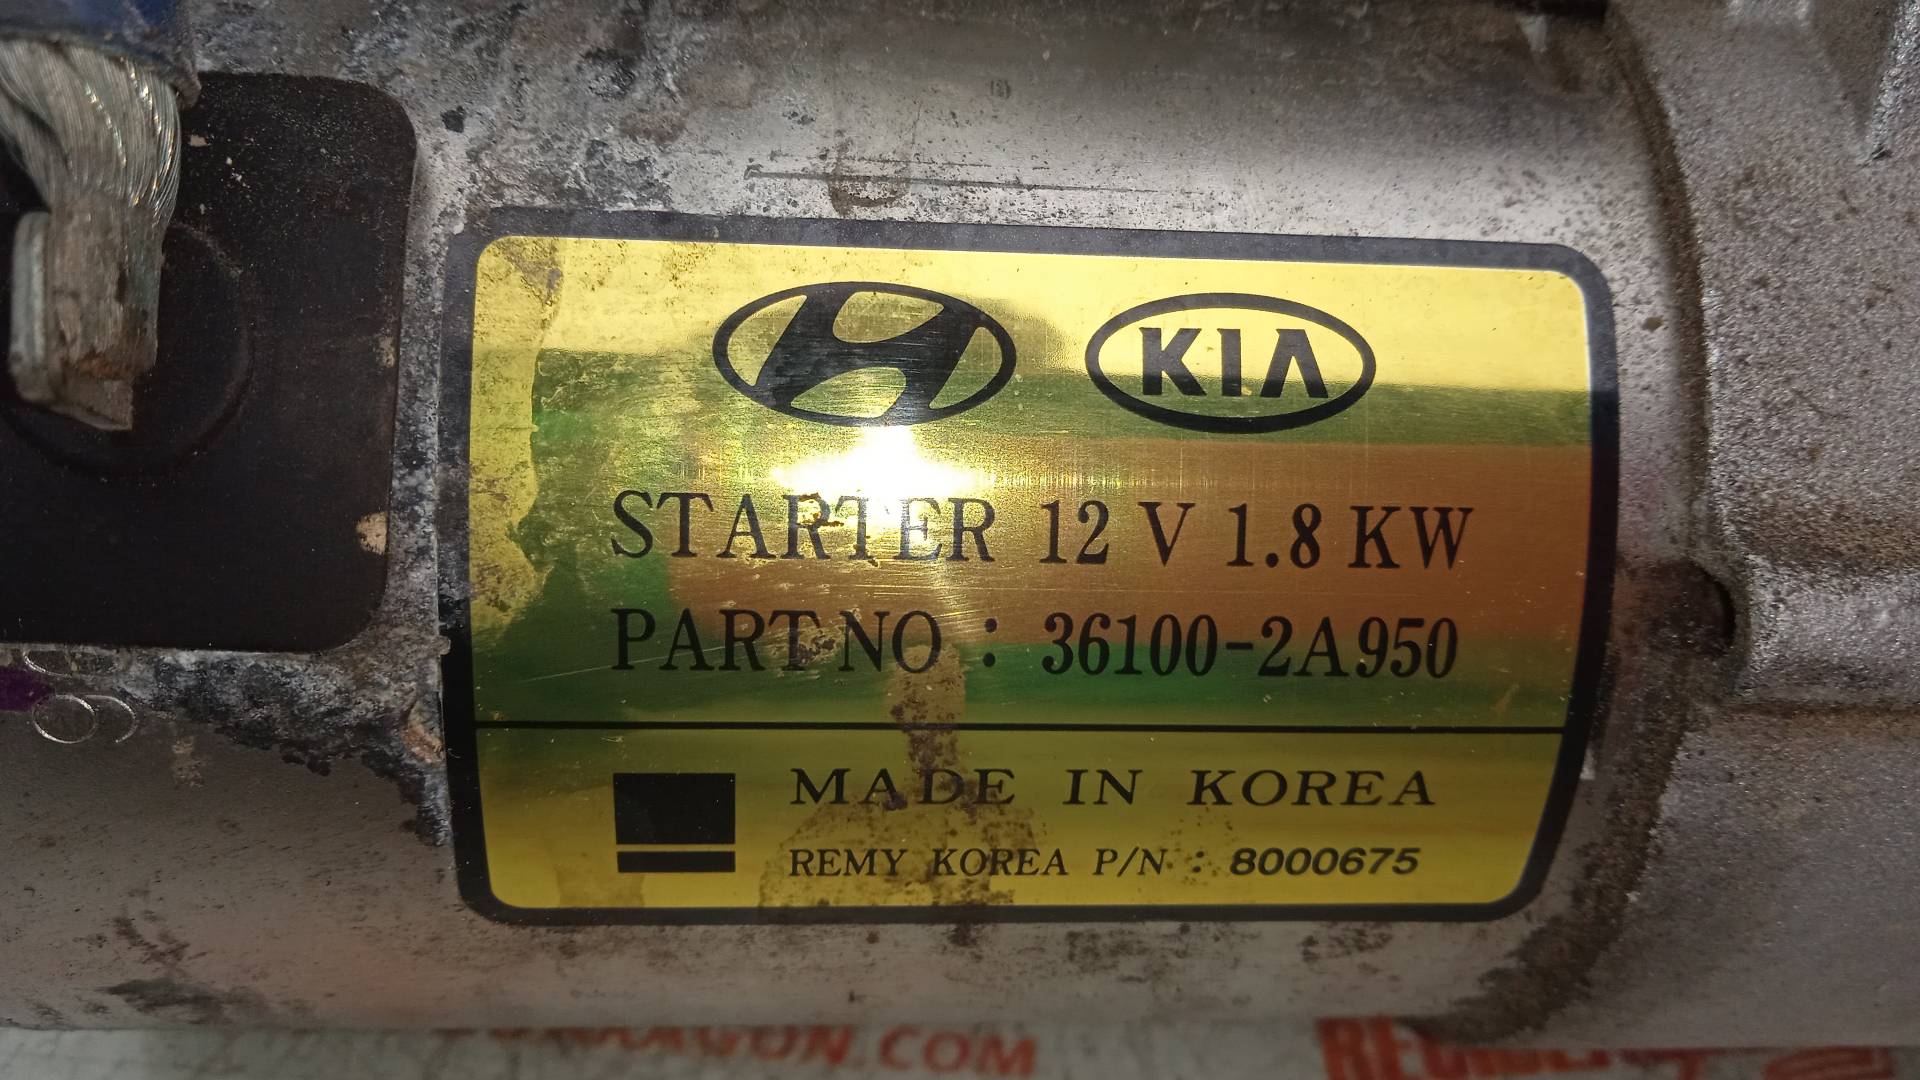 KIA
STARTER 12 V 1.8 KW
PART NO : 36100-2A950
MADE IN KOREA
REMY KOREA P/N : 8000675